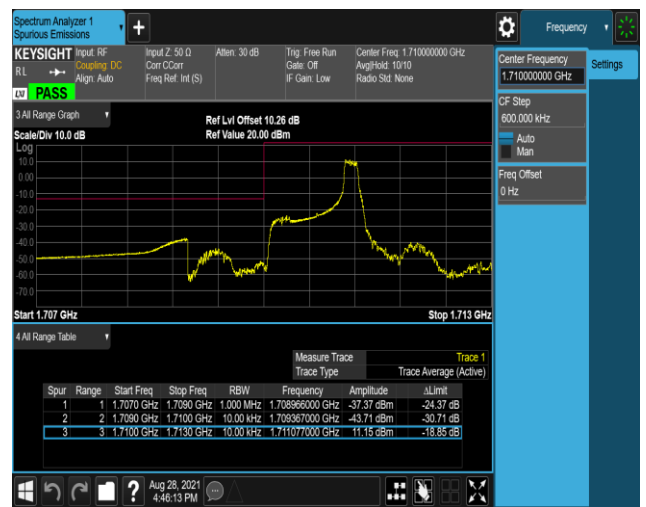 Spectrum Analyzer 1
Spurious Emissions
Frequency
KEYSIGHT Input: RF Input Z: 50 Ω Atten: 30 dB Trig: Free Run Center Freq: 1.710000000 GHz
RL Coupling: DC Corr CCorr Gate: Off Avg|Hold: 10/10
Align: Auto Freq Ref: Int (S) IF Gain: Low Radio Std: None
LXI PASS
Center Frequency
1.710000000 GHz
Settings
CF Step
600.000 kHz
Auto
Man
Freq Offset
0 Hz
3 All Range Graph
Ref Lvl Offset 10.26 dB
Scale/Div 10.0 dB Ref Value 20.00 dBm
Log
10.0
0.00
-10.0
-20.0
-30.0
-40.0
-50.0
-60.0
-70.0
Start 1.707 GHz Stop 1.713 GHz
4 All Range Table
Measure Trace Trace 1
Trace Type Trace Average (Active)
Spur Range Start Freq Stop Freq RBW Frequency Amplitude ΔLimit
1 1 1.7070 GHz 1.7090 GHz 1.000 MHz 1.708966000 GHz -37.37 dBm -24.37 dB
2 2 1.7090 GHz 1.7100 GHz 10.00 kHz 1.709367000 GHz -43.71 dBm -30.71 dB
3 3 1.7100 GHz 1.7130 GHz 10.00 kHz 1.711077000 GHz 11.15 dBm -18.85 dB
Aug 28, 2021
4:46:13 PM